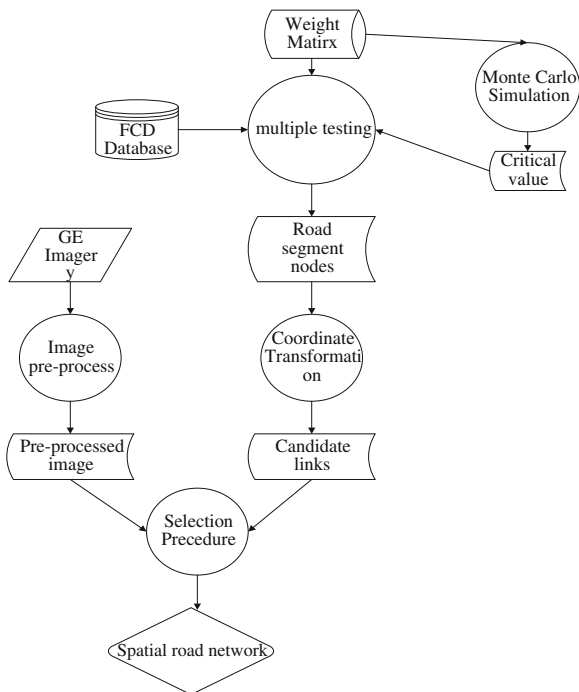 Weight
Matirx
Monte Carlo
Simulation
FCD
Database
multiple testing
Critical
value
GE
Imager
y
Road
segment
nodes
Image
pre-process
Coordinate
Transformati
on
Pre-processed
image
Candidate
links
Selection
Precedure
Spatial road network